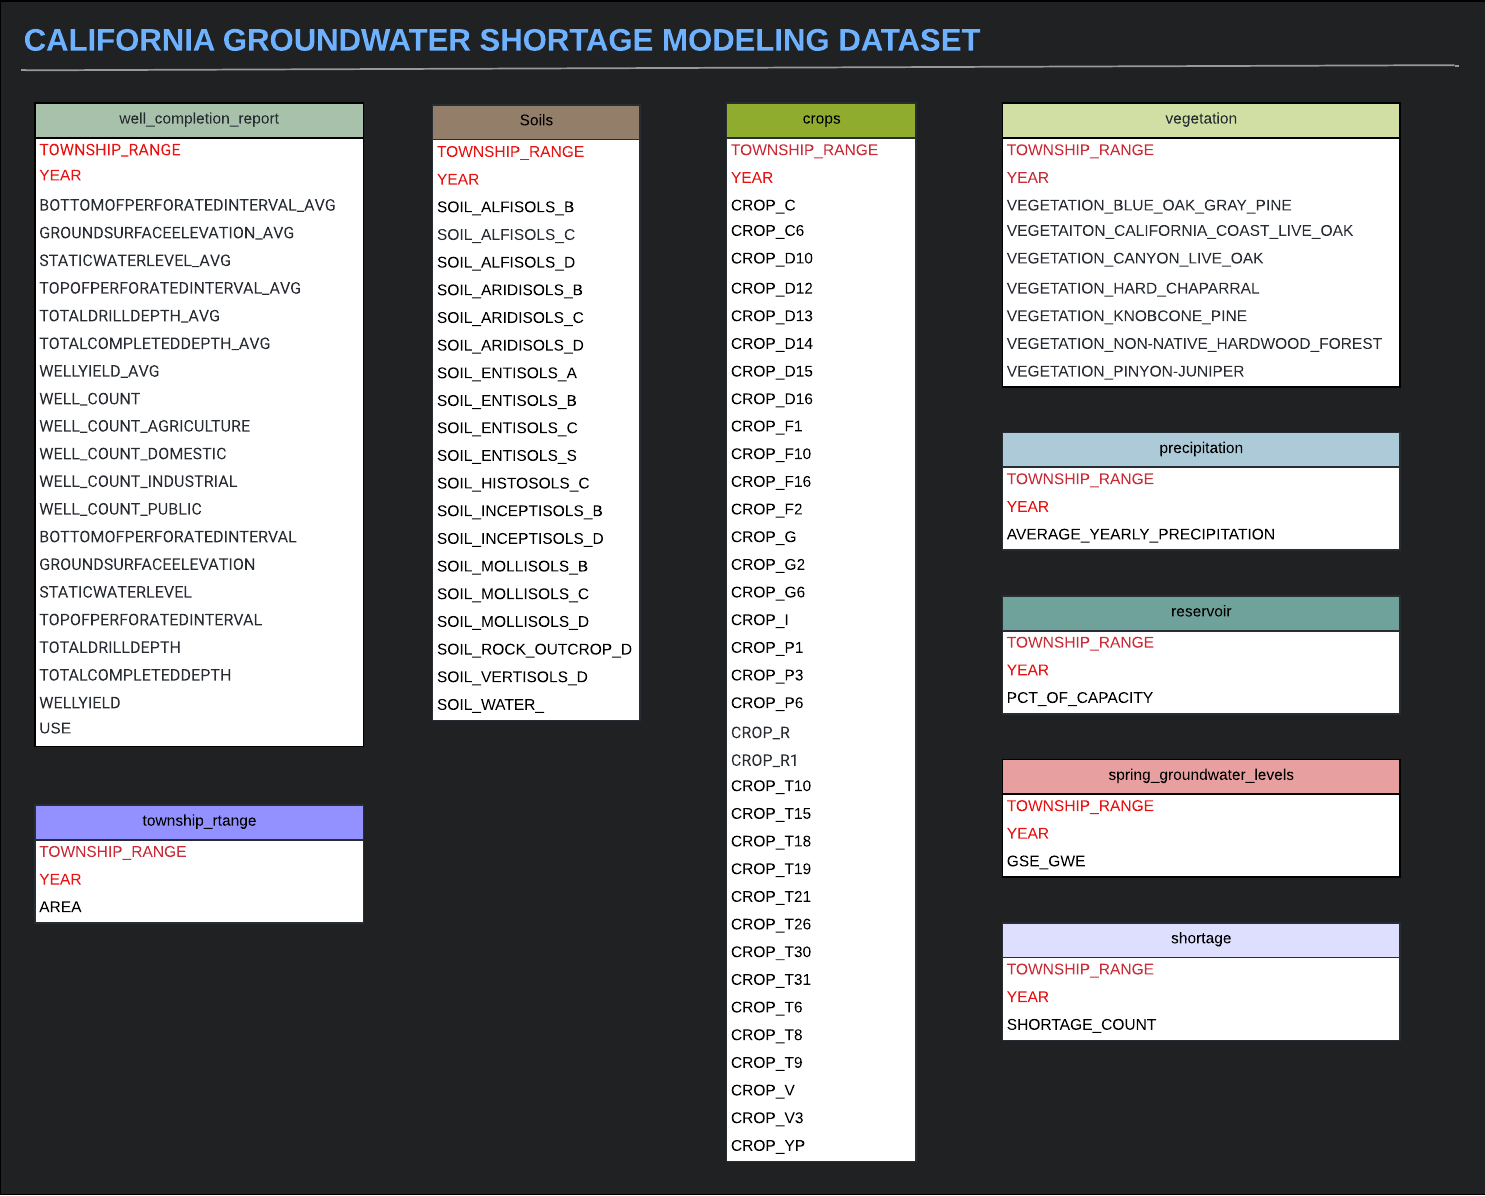 CALIFORNIA GROUNDWATER SHORTAGE MODELING DATASET
well_completion_report
TOWNSHIP_RANGE
YEAR
BOTTOMOFPERFORATEDINTERVAL_AVG
GROUNDSURFACEELEVATION_AVG
STATICWATERLEVEL_AVG
TOPOFPERFORATEDINTERVAL_AVG
TOTALDRILLDEPTH_AVG
TOTALCOMPLETEDDEPTH_AVG
WELLYIELD_AVG
WELL_COUNT
WELL_COUNT_AGRICULTURE
WELL_COUNT_DOMESTIC
WELL_COUNT_INDUSTRIAL
WELL_COUNT_PUBLIC
BOTTOMOFPERFORATEDINTERVAL
GROUNDSURFACEELEVATION
STATICWATERLEVEL
TOPOFPERFORATEDINTERVAL
TOTALDRILLDEPTH
TOTALCOMPLETEDDEPTH
WELLYIELD
USE
township_rtange
TOWNSHIP_RANGE
YEAR
AREA
Soils
TOWNSHIP_RANGE
YEAR
SOIL_ALFISOLS_B
SOIL_ALFISOLS_C
SOIL_ALFISOLS_D
SOIL_ARIDISOLS_B
SOIL_ARIDISOLS_C
SOIL_ARIDISOLS_D
SOIL_ENTISOLS_A
SOIL_ENTISOLS_B
SOIL_ENTISOLS_C
SOIL_ENTISOLS_S
SOIL_HISTOSOLS_C
SOIL_INCEPTISOLS_B
SOIL_INCEPTISOLS_D
SOIL_MOLLISOLS_B
SOIL_MOLLISOLS_C
SOIL_MOLLISOLS_D
SOIL_ROCK_OUTCROP_D
SOIL_VERTISOLS_D
SOIL_WATER_
crops
TOWNSHIP_RANGE
YEAR
CROP_C
CROP_C6
CROP_D10
CROP_D12
CROP_D13
CROP_D14
CROP_D15
CROP_D16
CROP_F1
CROP_F10
CROP_F16
CROP_F2
CROP_G
CROP_G2
CROP_G6
CROP_I
CROP_P1
CROP_P3
CROP_P6
CROP_R
CROP_R1
CROP_T10
CROP_T15
CROP_T18
CROP_T19
CROP_T21
CROP_T26
CROP_T30
CROP_T31
CROP_T6
CROP_T8
CROP_T9
CROP_V
CROP_V3
CROP_YP
vegetation
TOWNSHIP_RANGE
YEAR
VEGETATION_BLUE_OAK_GRAY_PINE
VEGETAITON_CALIFORNIA_COAST_LIVE_OAK
VEGETATION_CANYON_LIVE_OAK
VEGETATION_HARD_CHAPARRAL
VEGETATION_KNOBCONE_PINE
VEGETATION_NON-NATIVE_HARDWOOD_FOREST
VEGETATION_PINYON-JUNIPER
precipitation
TOWNSHIP_RANGE
YEAR
AVERAGE_YEARLY_PRECIPITATION
reservoir
TOWNSHIP_RANGE
YEAR
PCT_OF_CAPACITY
spring_groundwater_levels
TOWNSHIP_RANGE
YEAR
GSE_GWE
shortage
TOWNSHIP_RANGE
YEAR
SHORTAGE_COUNT